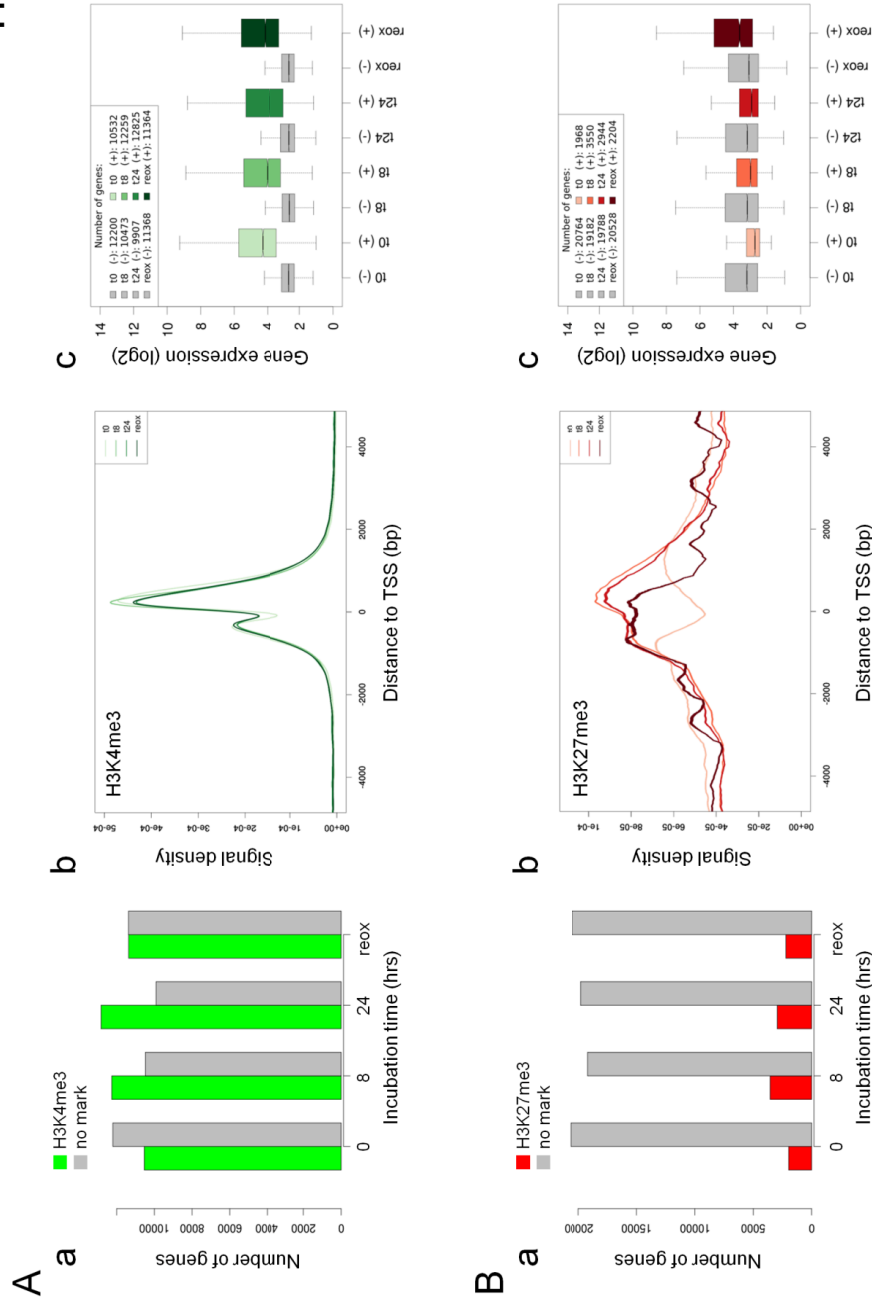 A
a
H3K4me3
no mark
Number of genes
0
2000
4000
6000
8000
10000
0
8
24
reox
Incubation time (hrs)
b
H3K4me3
t0
t8
t24
reox
Signal density
0e+00
1e-04
2e-04
3e-04
4e-04
5e-04
-4000
-2000
0
2000
4000
Distance to TSS (bp)
c
Number of genes:
t0 (-): 12200 t0 (+): 10532
t8 (-): 10473 t8 (+): 12259
t24 (-): 9907 t24 (+): 12825
reox (-): 11368 reox (+): 11364
Gene expression (log2)
0
2
4
6
8
10
12
14
t0 (-)
t0 (+)
t8 (-)
t8 (+)
t24 (-)
t24 (+)
reox (-)
reox (+)
B
a
H3K27me3
no mark
Number of genes
0
5000
10000
15000
20000
0
8
24
reox
Incubation time (hrs)
b
H3K27me3
t8
t24
reox
Signal density
0e+00
2e-05
4e-05
6e-05
8e-05
1e-04
-4000
-2000
0
2000
4000
Distance to TSS (bp)
c
Number of genes:
t0 (-): 20764 t0 (+): 1968
t8 (-): 19182 t8 (+): 3550
t24 (-): 19788 t24 (+): 2944
reox (-): 20528 reox (+): 2204
Gene expression (log2)
0
2
4
6
8
10
12
14
t0 (-)
t0 (+)
t8 (-)
t8 (+)
t24 (-)
t24 (+)
reox (-)
reox (+)